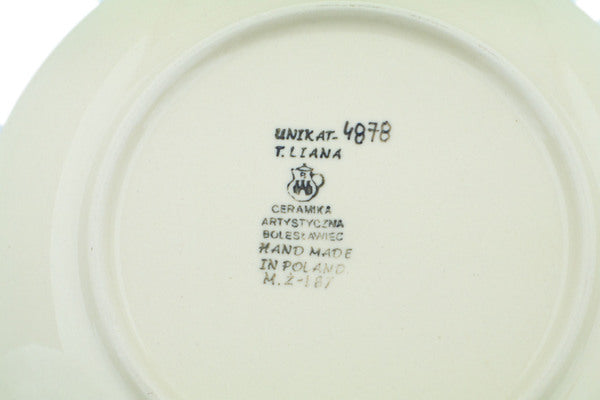 UNIKAT-4878
T. LIANA
CERAMIKA
ARTYSTYCZNA
BOLESŁAWIEC
HAND MADE
IN POLAND.
M.Ż-187